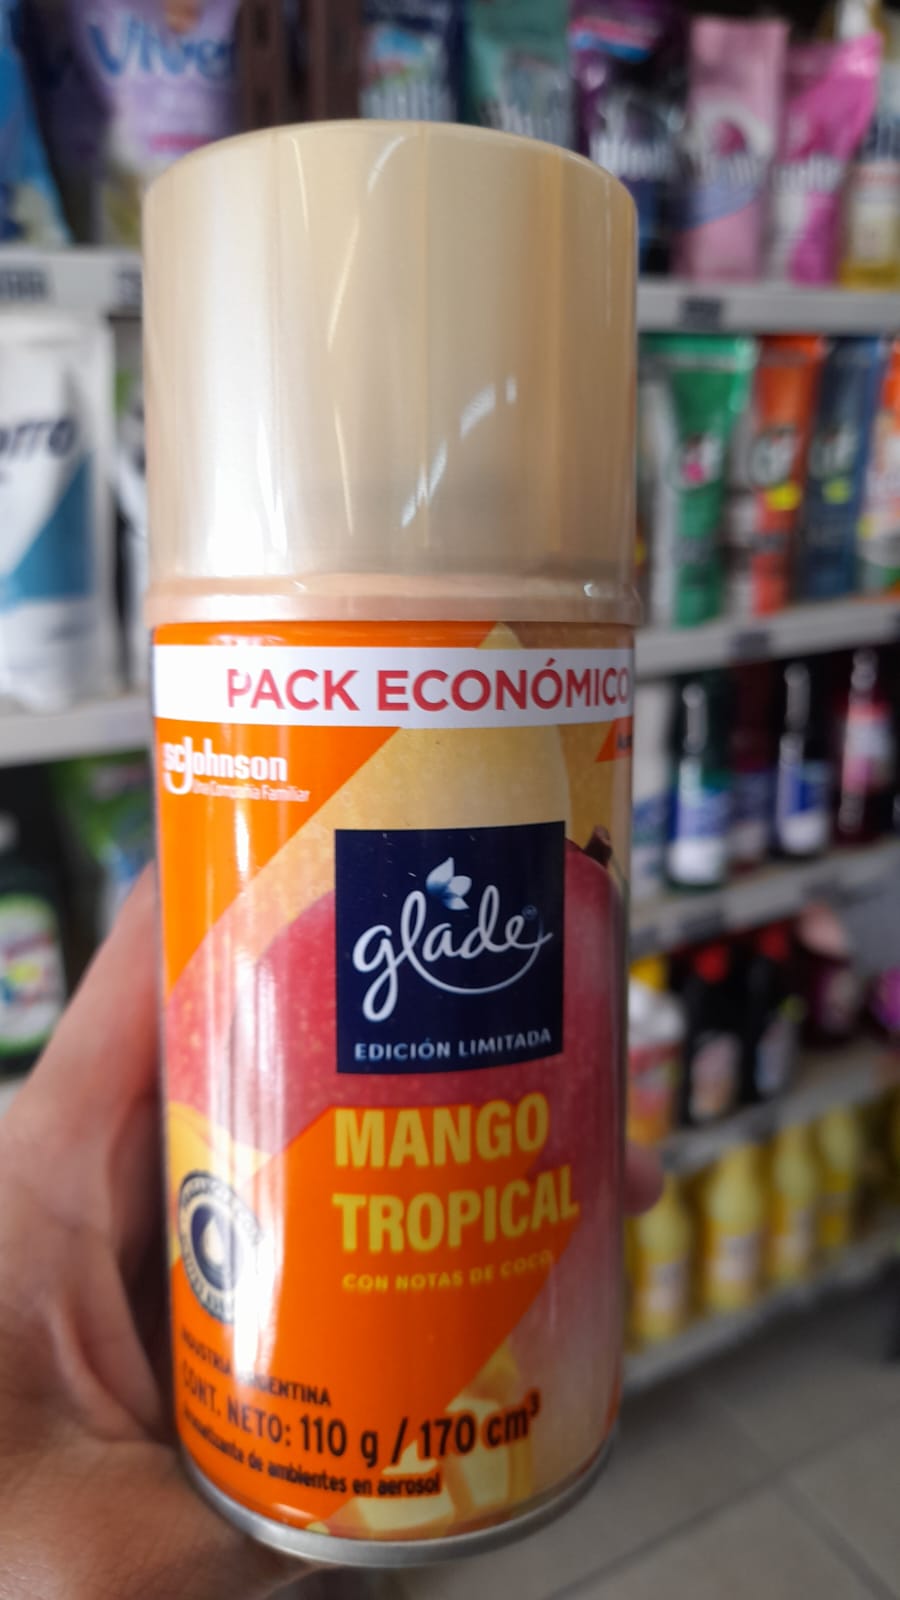 PACK ECONÓMICO
scJohnson
Una Compañía Familiar
glade
EDICIÓN LIMITADA
MANGO
TROPICAL
CON NOTAS DE COCO
INDUSTRIA ARGENTINA
CONT. NETO: 110 g / 170 cm³
Aromatizante de ambientes en aerosol